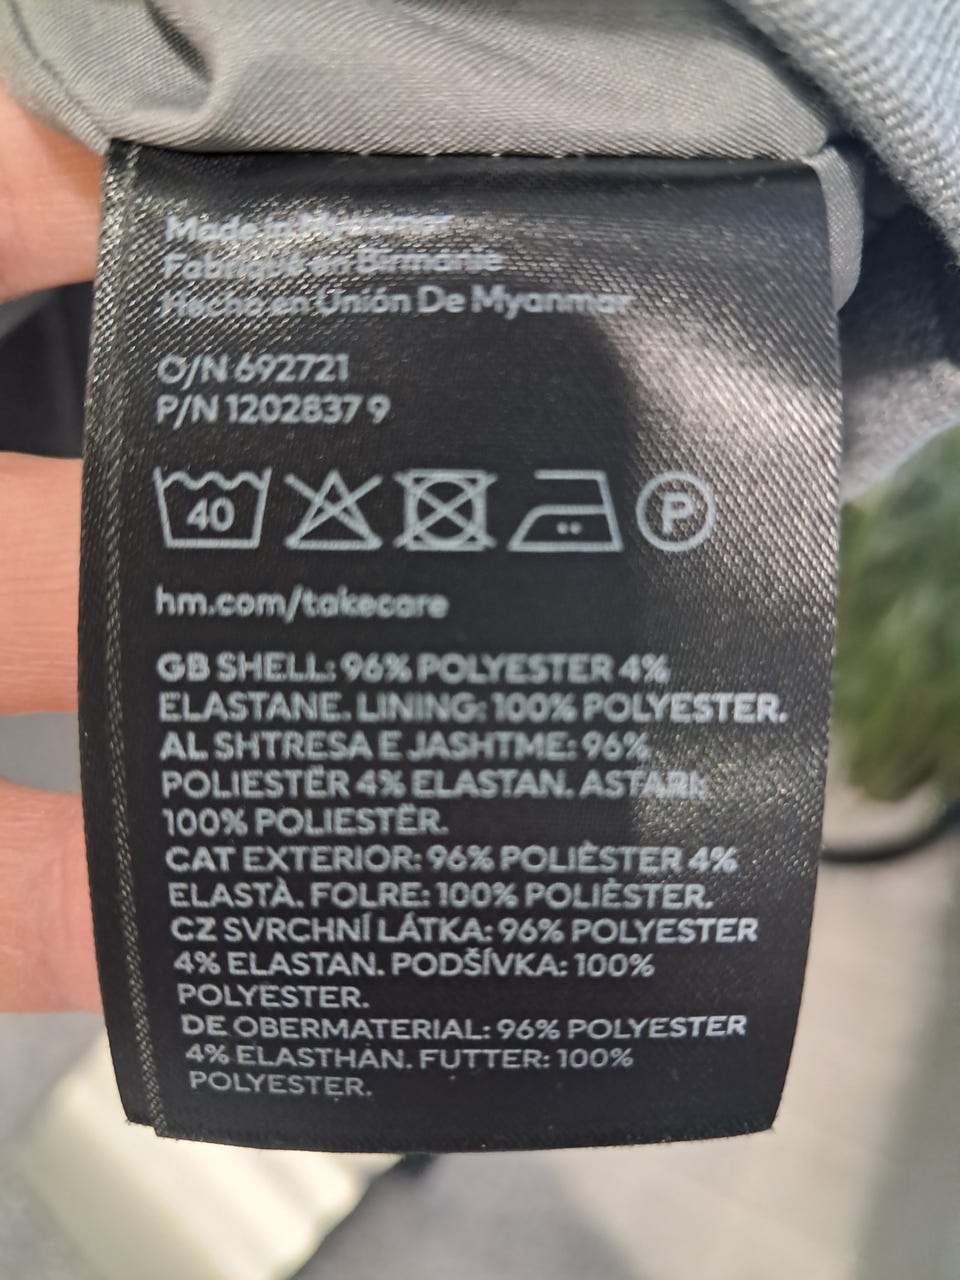 Made in Myanmar
Fabriqué en Birmanie
Hecho en Unión De Myanmar
O/N 692721
P/N 1202837 9
40 P
hm.com/takecare
GB SHELL: 96% POLYESTER 4%
ELASTANE. LINING: 100% POLYESTER.
AL SHTRESA E JASHTME: 96%
POLIESTËR 4% ELASTAN. ASTARI:
100% POLIESTËR.
CAT EXTERIOR: 96% POLIÈSTER 4%
ELASTÀ. FOLRE: 100% POLIÈSTER.
CZ SVRCHNÍ LÁTKA: 96% POLYESTER
4% ELASTAN. PODŠÍVKA: 100%
POLYESTER.
DE OBERMATERIAL: 96% POLYESTER
4% ELASTHAN. FUTTER: 100%
POLYESTER.